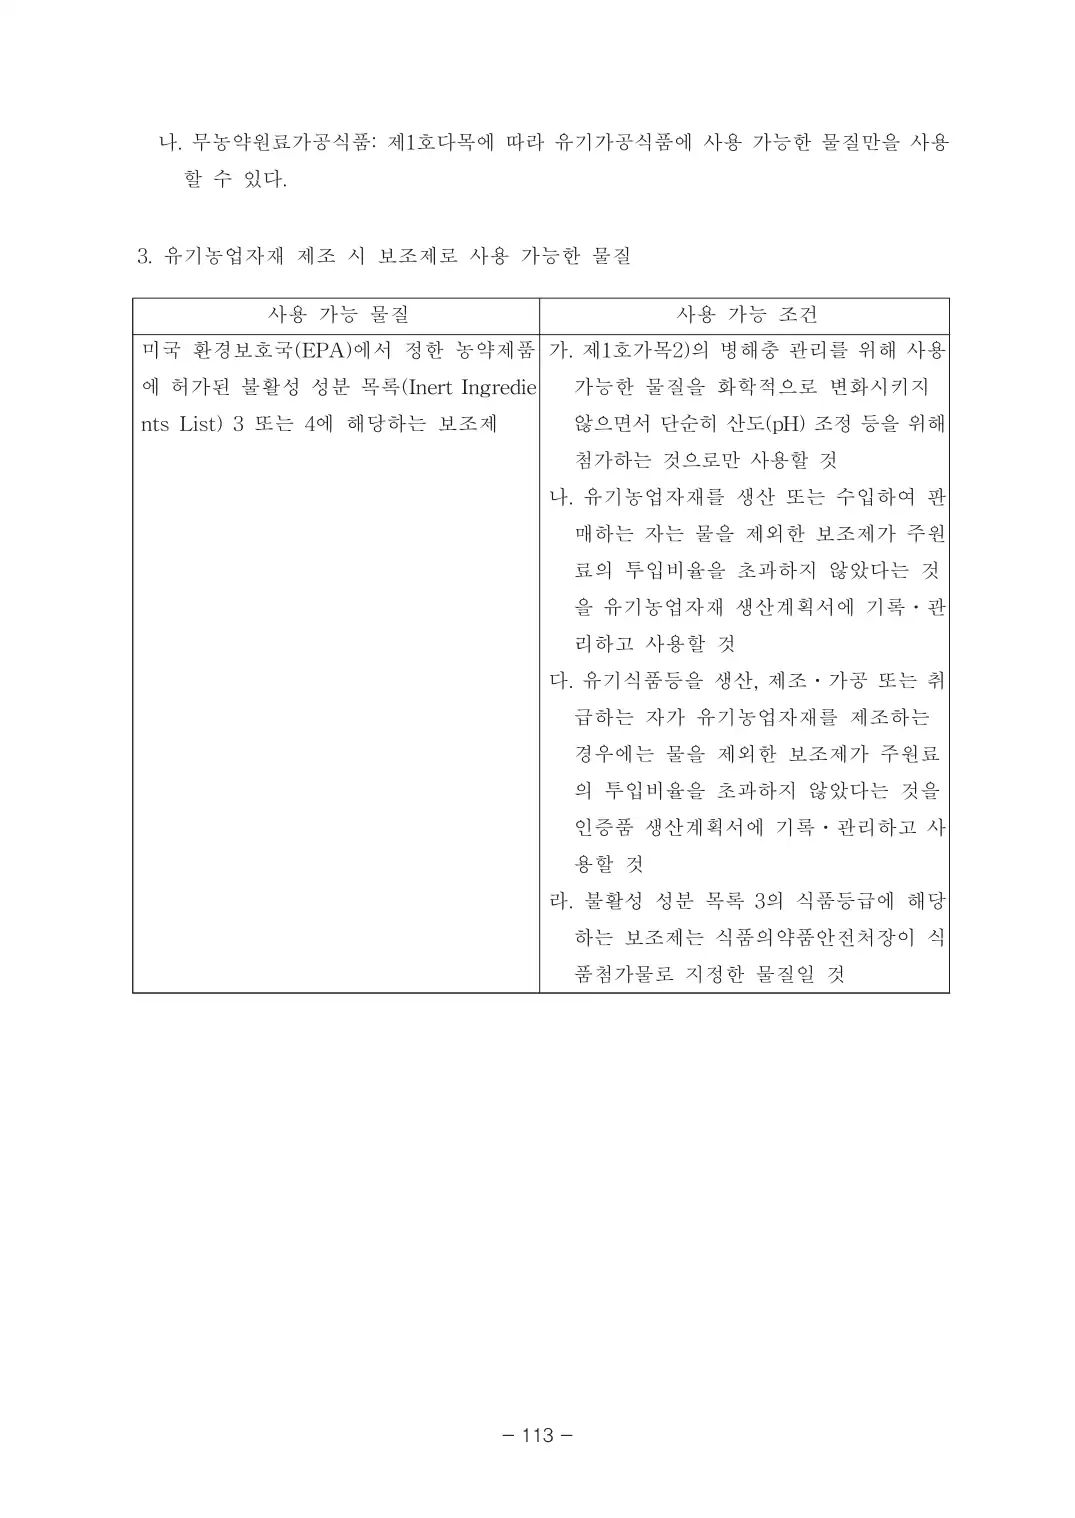 나. 무농약원료가공식품: 제1호다목에 따라 유기가공식품에 사용 가능한 물질만을 사용
할 수 있다.
3. 유기농업자재 제조 시 보조제로 사용 가능한 물질
사용 가능 물질
사용 가능 조건
미국 환경보호국(EPA)에서 정한 농약제품
에 허가된 불활성 성분 목록(Inert Ingredie
nts List) 3 또는 4에 해당하는 보조제
가. 제1호가목2)의 병해충 관리를 위해 사용
가능한 물질을 화학적으로 변화시키지
않으면서 단순히 산도(pH) 조정 등을 위해
첨가하는 것으로만 사용할 것
나. 유기농업자재를 생산 또는 수입하여 판
매하는 자는 물을 제외한 보조제가 주원
료의 투입비율을 초과하지 않았다는 것
을 유기농업자재 생산계획서에 기록・관
리하고 사용할 것
다. 유기식품등을 생산, 제조・가공 또는 취
급하는 자가 유기농업자재를 제조하는
경우에는 물을 제외한 보조제가 주원료
의 투입비율을 초과하지 않았다는 것을
인증품 생산계획서에 기록・관리하고 사
용할 것
라. 불활성 성분 목록 3의 식품등급에 해당
하는 보조제는 식품의약품안전처장이 식
품첨가물로 지정한 물질일 것
- 113 -